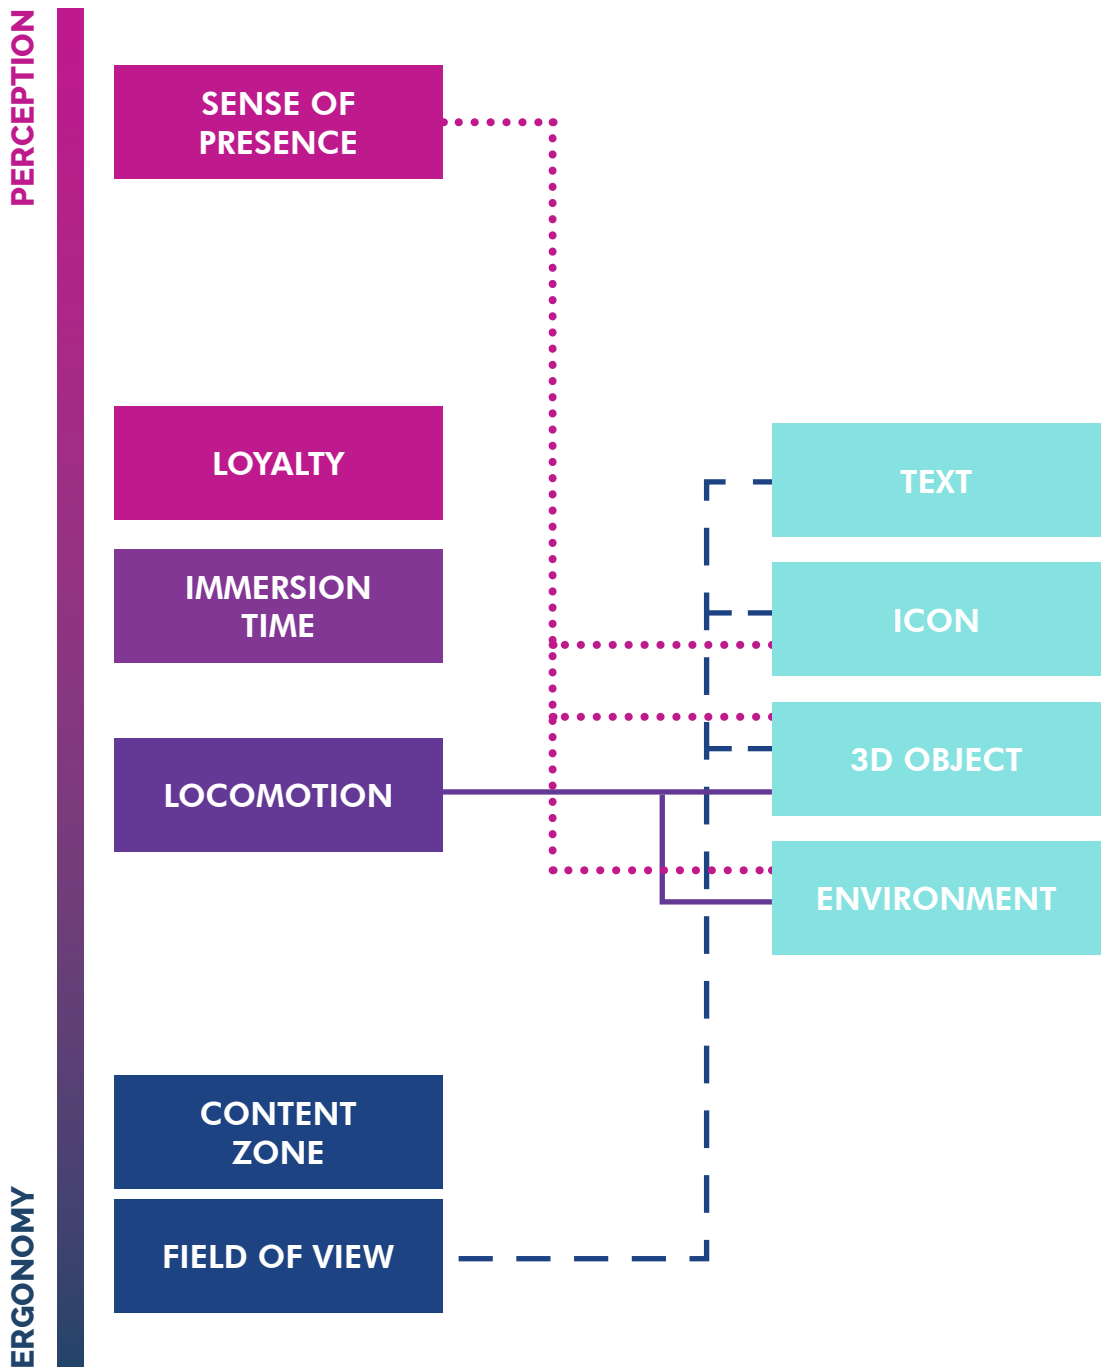 PERCEPTION
SENSE OF
PRESENCE
LOYALTY
IMMERSION
TIME
LOCOMOTION
CONTENT
ZONE
FIELD OF VIEW
ERGONOMY
TEXT
ICON
3D OBJECT
ENVIRONMENT